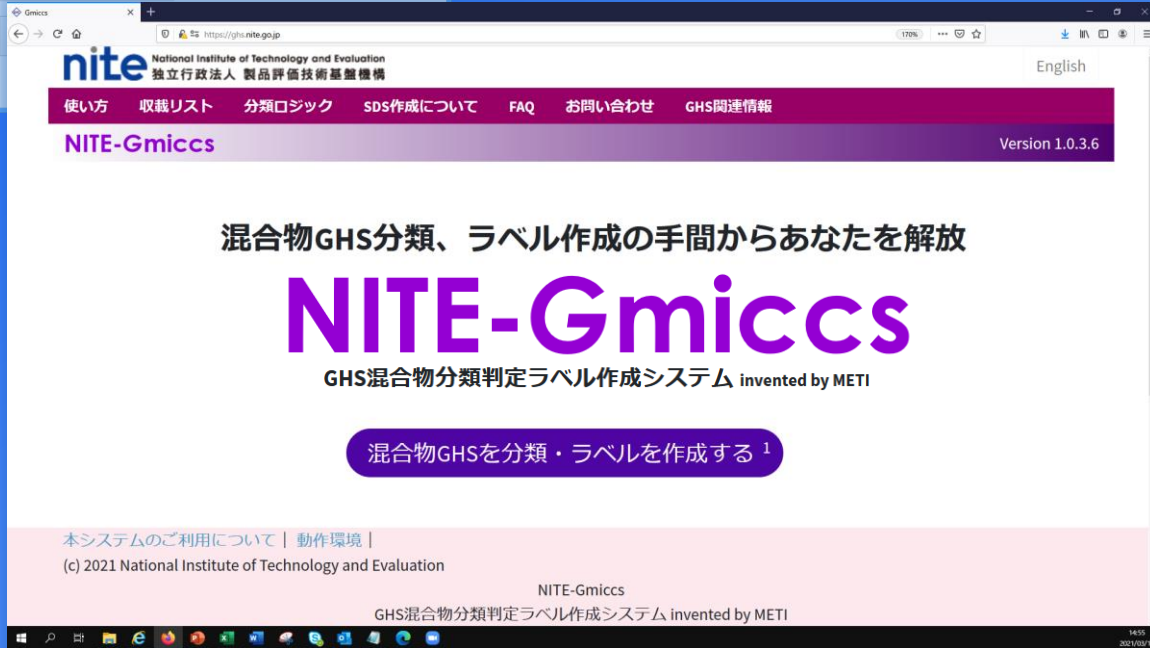 Gmiccs
https://ghs.nite.go.jp
170%
nite National Institute of Technology and Evaluation
独立行政法人 製品評価技術基盤機構
English
使い方 収載リスト 分類ロジック SDS作成について FAQ お問い合わせ GHS関連情報
NITE-Gmiccs Version 1.0.3.6
混合物GHS分類、ラベル作成の手間からあなたを解放
NITE-Gmiccs
GHS混合物分類判定ラベル作成システム invented by METI
混合物GHSを分類・ラベルを作成する 1
本システムのご利用について | 動作環境 |
(c) 2021 National Institute of Technology and Evaluation
NITE-Gmiccs
GHS混合物分類判定ラベル作成システム invented by METI
14:55